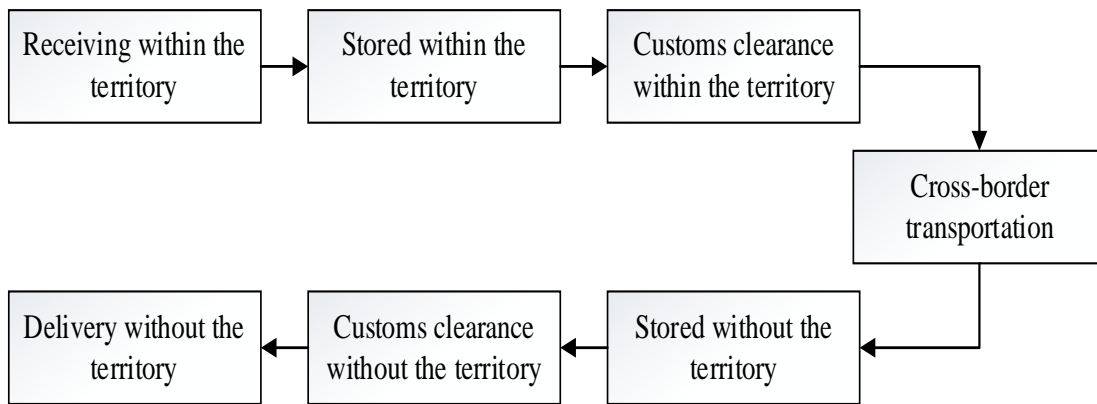 Receiving within the
territory
Stored within the
territory
Customs clearance
within the territory
Cross-border
transportation
Stored without the
territory
Customs clearance
without the territory
Delivery without the
territory